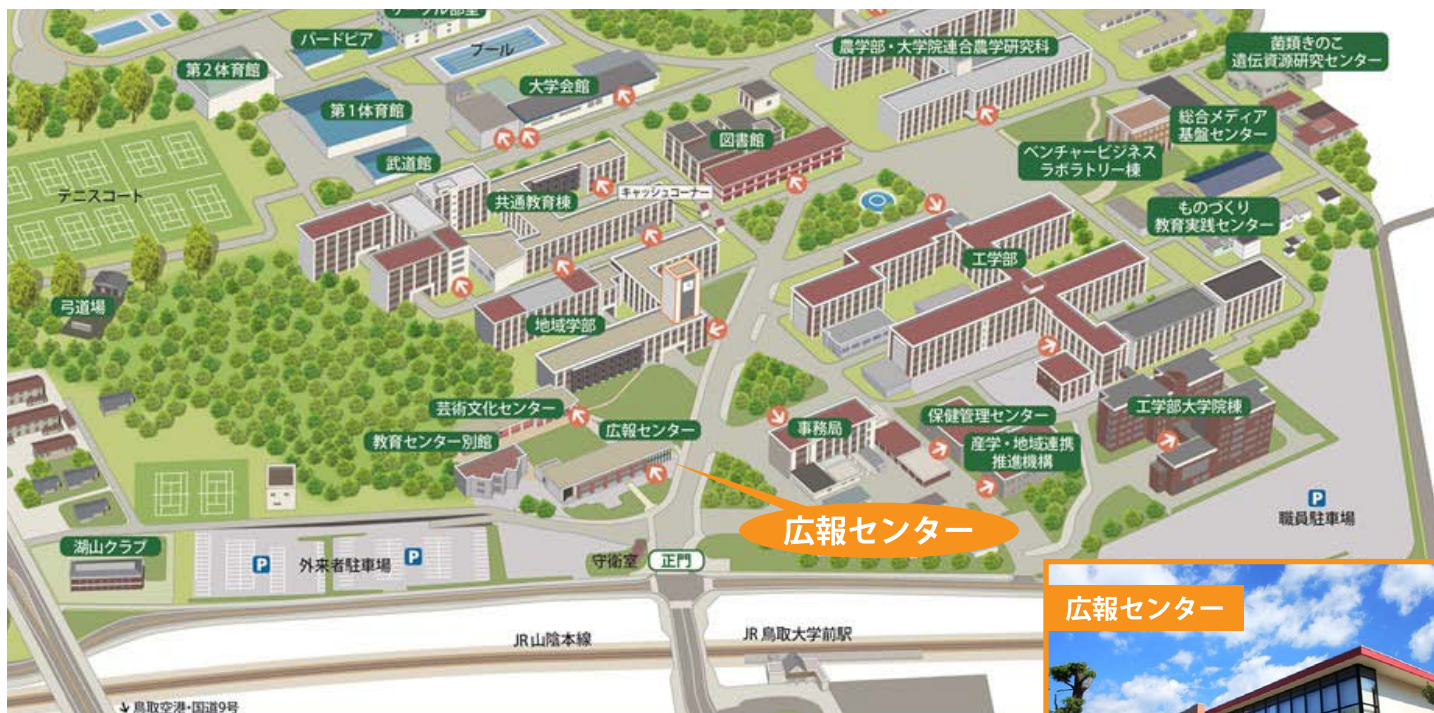 サークル部室
バードピア
プール
農学部・大学院連合農学研究科
菌類きのこ
遺伝資源研究センター
第2体育館
大学会館
第1体育館
総合メディア
基盤センター
図書館
武道館
ベンチャービジネス
ラボラトリー棟
テニスコート
共通教育棟
キャッシュコーナー
ものづくり
教育実践センター
工学部
弓道場
地域学部
芸術文化センター
保健管理センター
工学部大学院棟
教育センター別館
広報センター
事務局
産学・地域連携
推進機構
広報センター
P
職員駐車場
湖山クラブ
P
外来者駐車場
P
守衛室
正門
広報センター
JR山陰本線
JR鳥取大学前駅
鳥取空港・国道9号